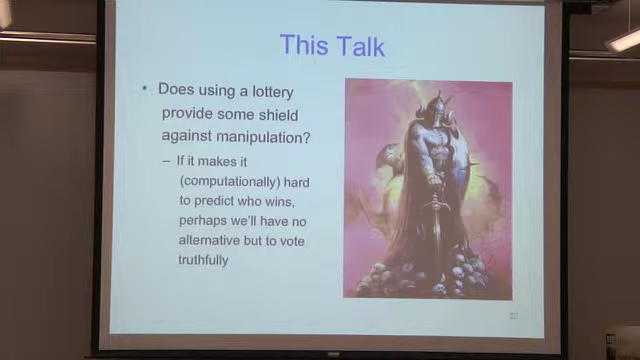 This Talk
• Does using a lottery
provide some shield
against manipulation?
– If it makes it
(computationally) hard
to predict who wins,
perhaps we'll have no
alternative but to vote
truthfully